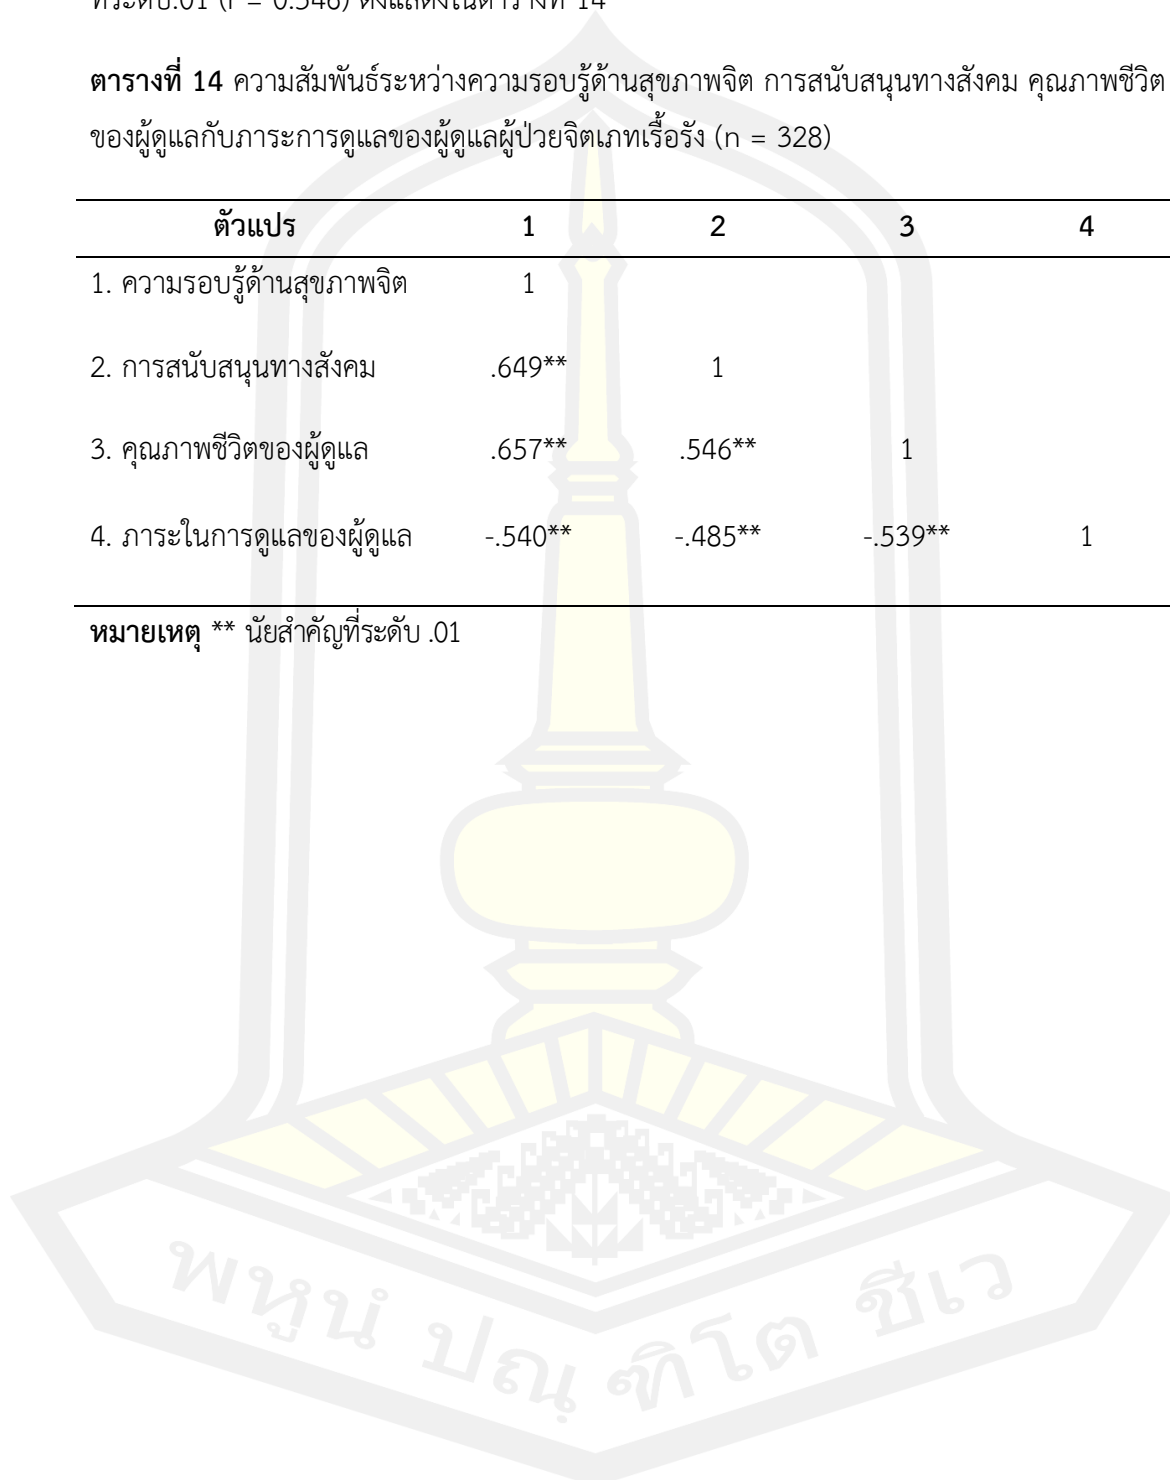 ที่ระดับ.01 (r = 0.546) ดังแสดงในตารางที่ 14
ตารางที่ 14 ความสัมพันธ์ระหว่างความรอบรู้ด้านสุขภาพจิต การสนับสนุนทางสังคม คุณภาพชีวิต
ของผู้ดูแลกับภาระการดูแลของผู้ดูแลผู้ป่วยจิตเภทเรื้อรัง (n = 328)
ตัวแปร 1 2 3 4
1. ความรอบรู้ด้านสุขภาพจิต 1
2. การสนับสนุนทางสังคม .649** 1
3. คุณภาพชีวิตของผู้ดูแล .657** .546** 1
4. ภาระในการดูแลของผู้ดูแล -.540** -.485** -.539** 1
หมายเหตุ ** นัยสำคัญที่ระดับ .01
พหูนํ ปณฺฑิโต ชีเว